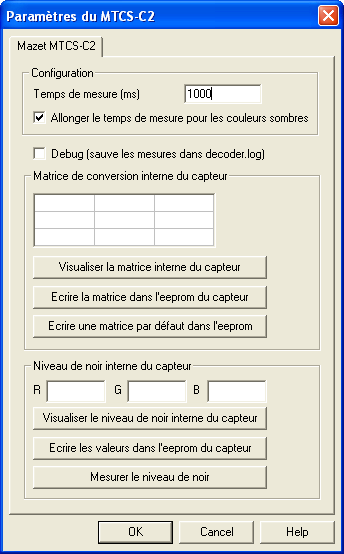 Paramètres du MTCS-C2
Mazet MTCS-C2
Configuration
Temps de mesure (ms) 1000
Allonger le temps de mesure pour les couleurs sombres
Debug (sauve les mesures dans decoder.log)
Matrice de conversion interne du capteur
Visualiser la matrice interne du capteur
Ecrire la matrice dans l'eeprom du capteur
Ecrire une matrice par défaut dans l'eeprom
Niveau de noir interne du capteur
R G B
Visualiser le niveau de noir interne du capteur
Ecrire les valeurs dans l'eeprom du capteur
Mesurer le niveau de noir
OK Cancel Help